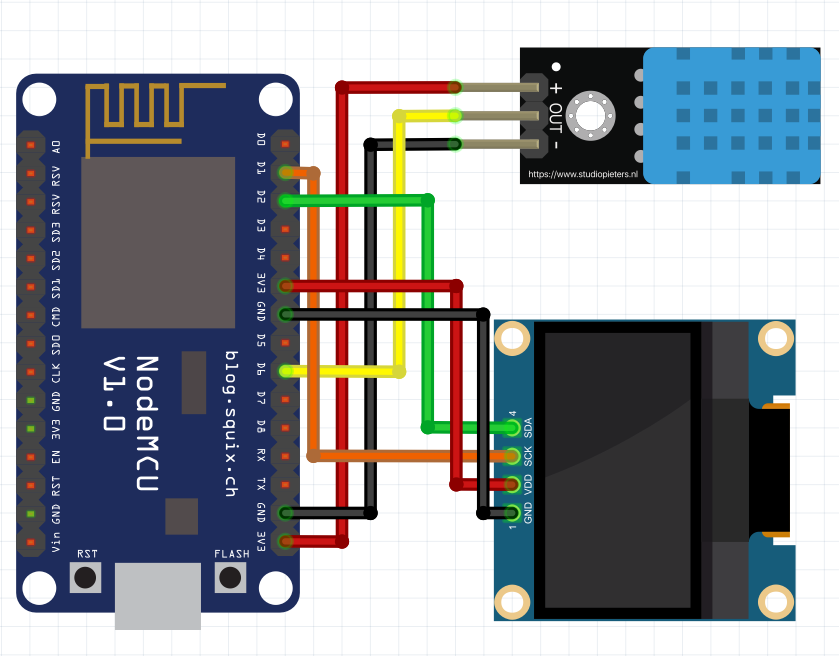 A0
RSV
RSV
SD3
SD2
SD1
CMD
SD0
CLK
GND
3V3
EN
RST
GND
Vin
NodeMCU
V1.0
blog.squix.ch
D0
D1
D2
D3
D4
3V3
GND
D5
D6
D7
D8
RX
TX
GND
3V3
RST
FLASH
+ OUT -
https://www.studiopieters.nl
4
SDA
SCK
VDD
GND
1